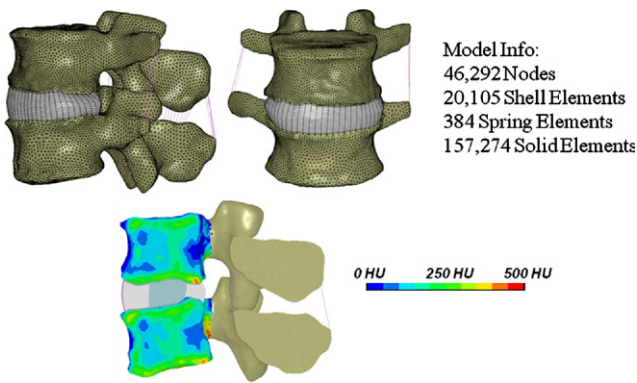 Model Info:
46,292 Nodes
20,105 Shell Elements
384 Spring Elements
157,274 Solid Elements
0 HU 250 HU 500 HU